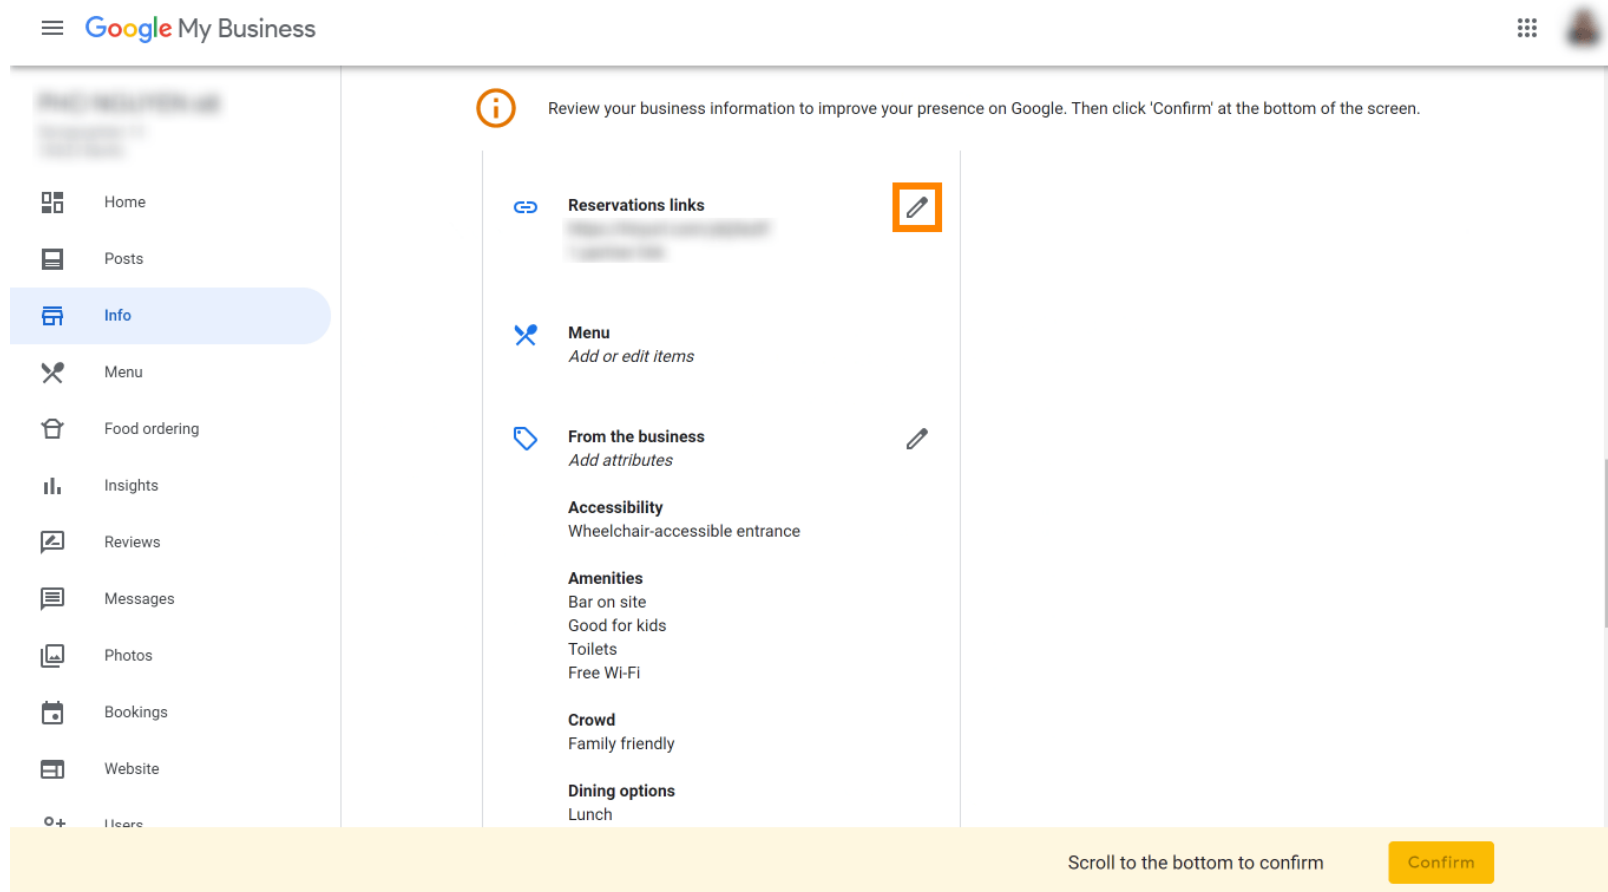 Google My Business
Review your business information to improve your presence on Google. Then click 'Confirm' at the bottom of the screen.
Home
Posts
Info
Menu
Food ordering
Insights
Reviews
Messages
Photos
Bookings
Website
Users
Reservations links
Menu
Add or edit items
From the business
Add attributes
Accessibility
Wheelchair-accessible entrance
Amenities
Bar on site
Good for kids
Toilets
Free Wi-Fi
Crowd
Family friendly
Dining options
Lunch
Scroll to the bottom to confirm
Confirm